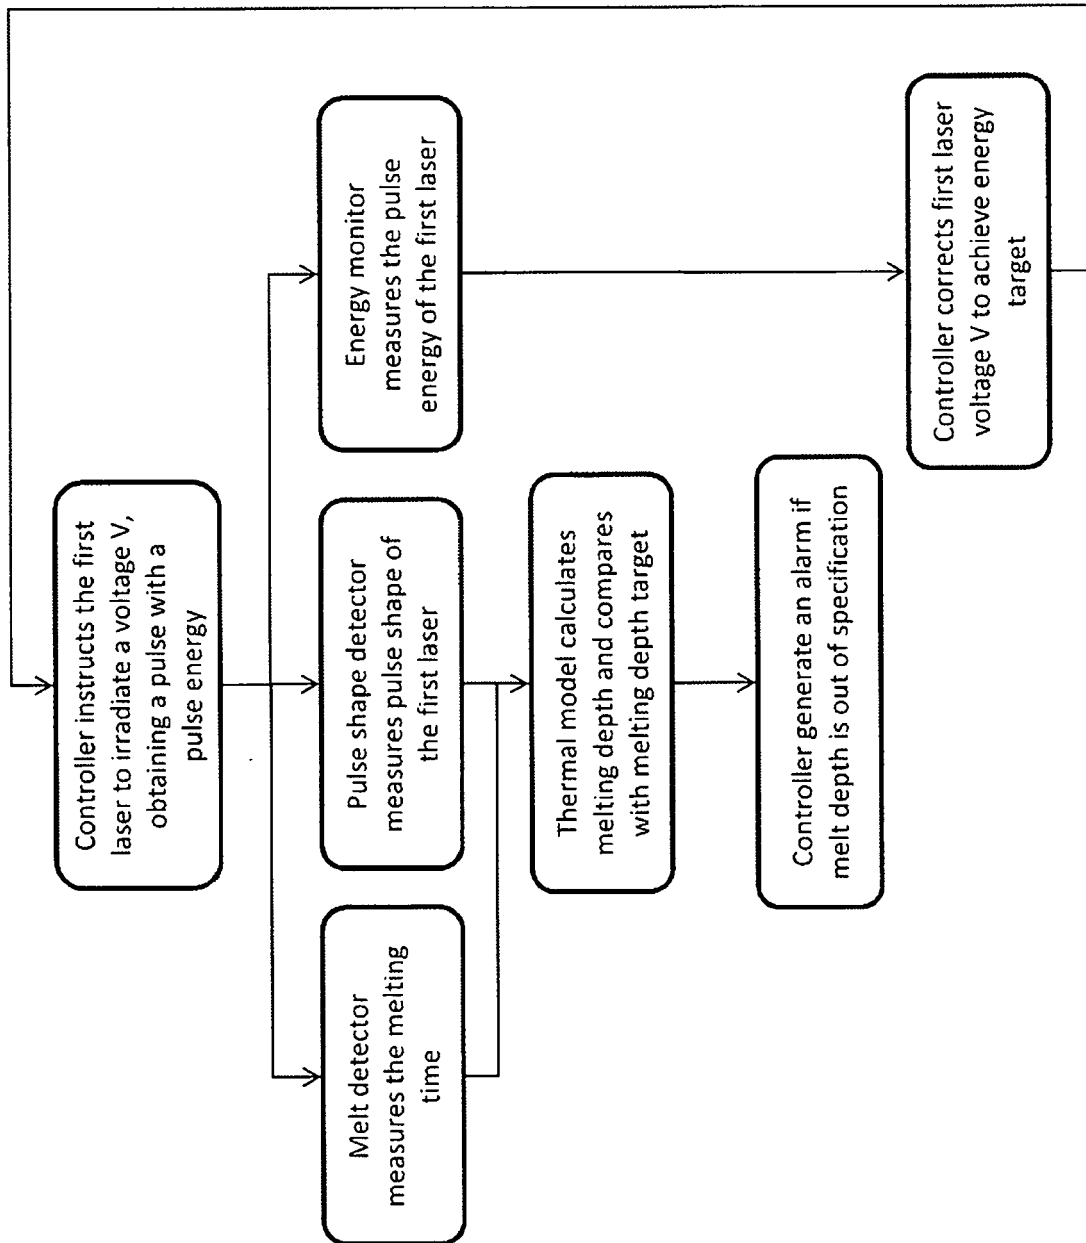 Controller instructs the first
laser to irradiate a voltage V,
obtaining a pulse with a
pulse energy
Melt detector
measures the melting
time
Pulse shape detector
measures pulse shape of
the first laser
Energy monitor
measures the pulse
energy of the first laser
Thermal model calculates
melting depth and compares
with melting depth target
Controller generate an alarm if
melt depth is out of specification
Controller corrects first laser
voltage V to achieve energy
target